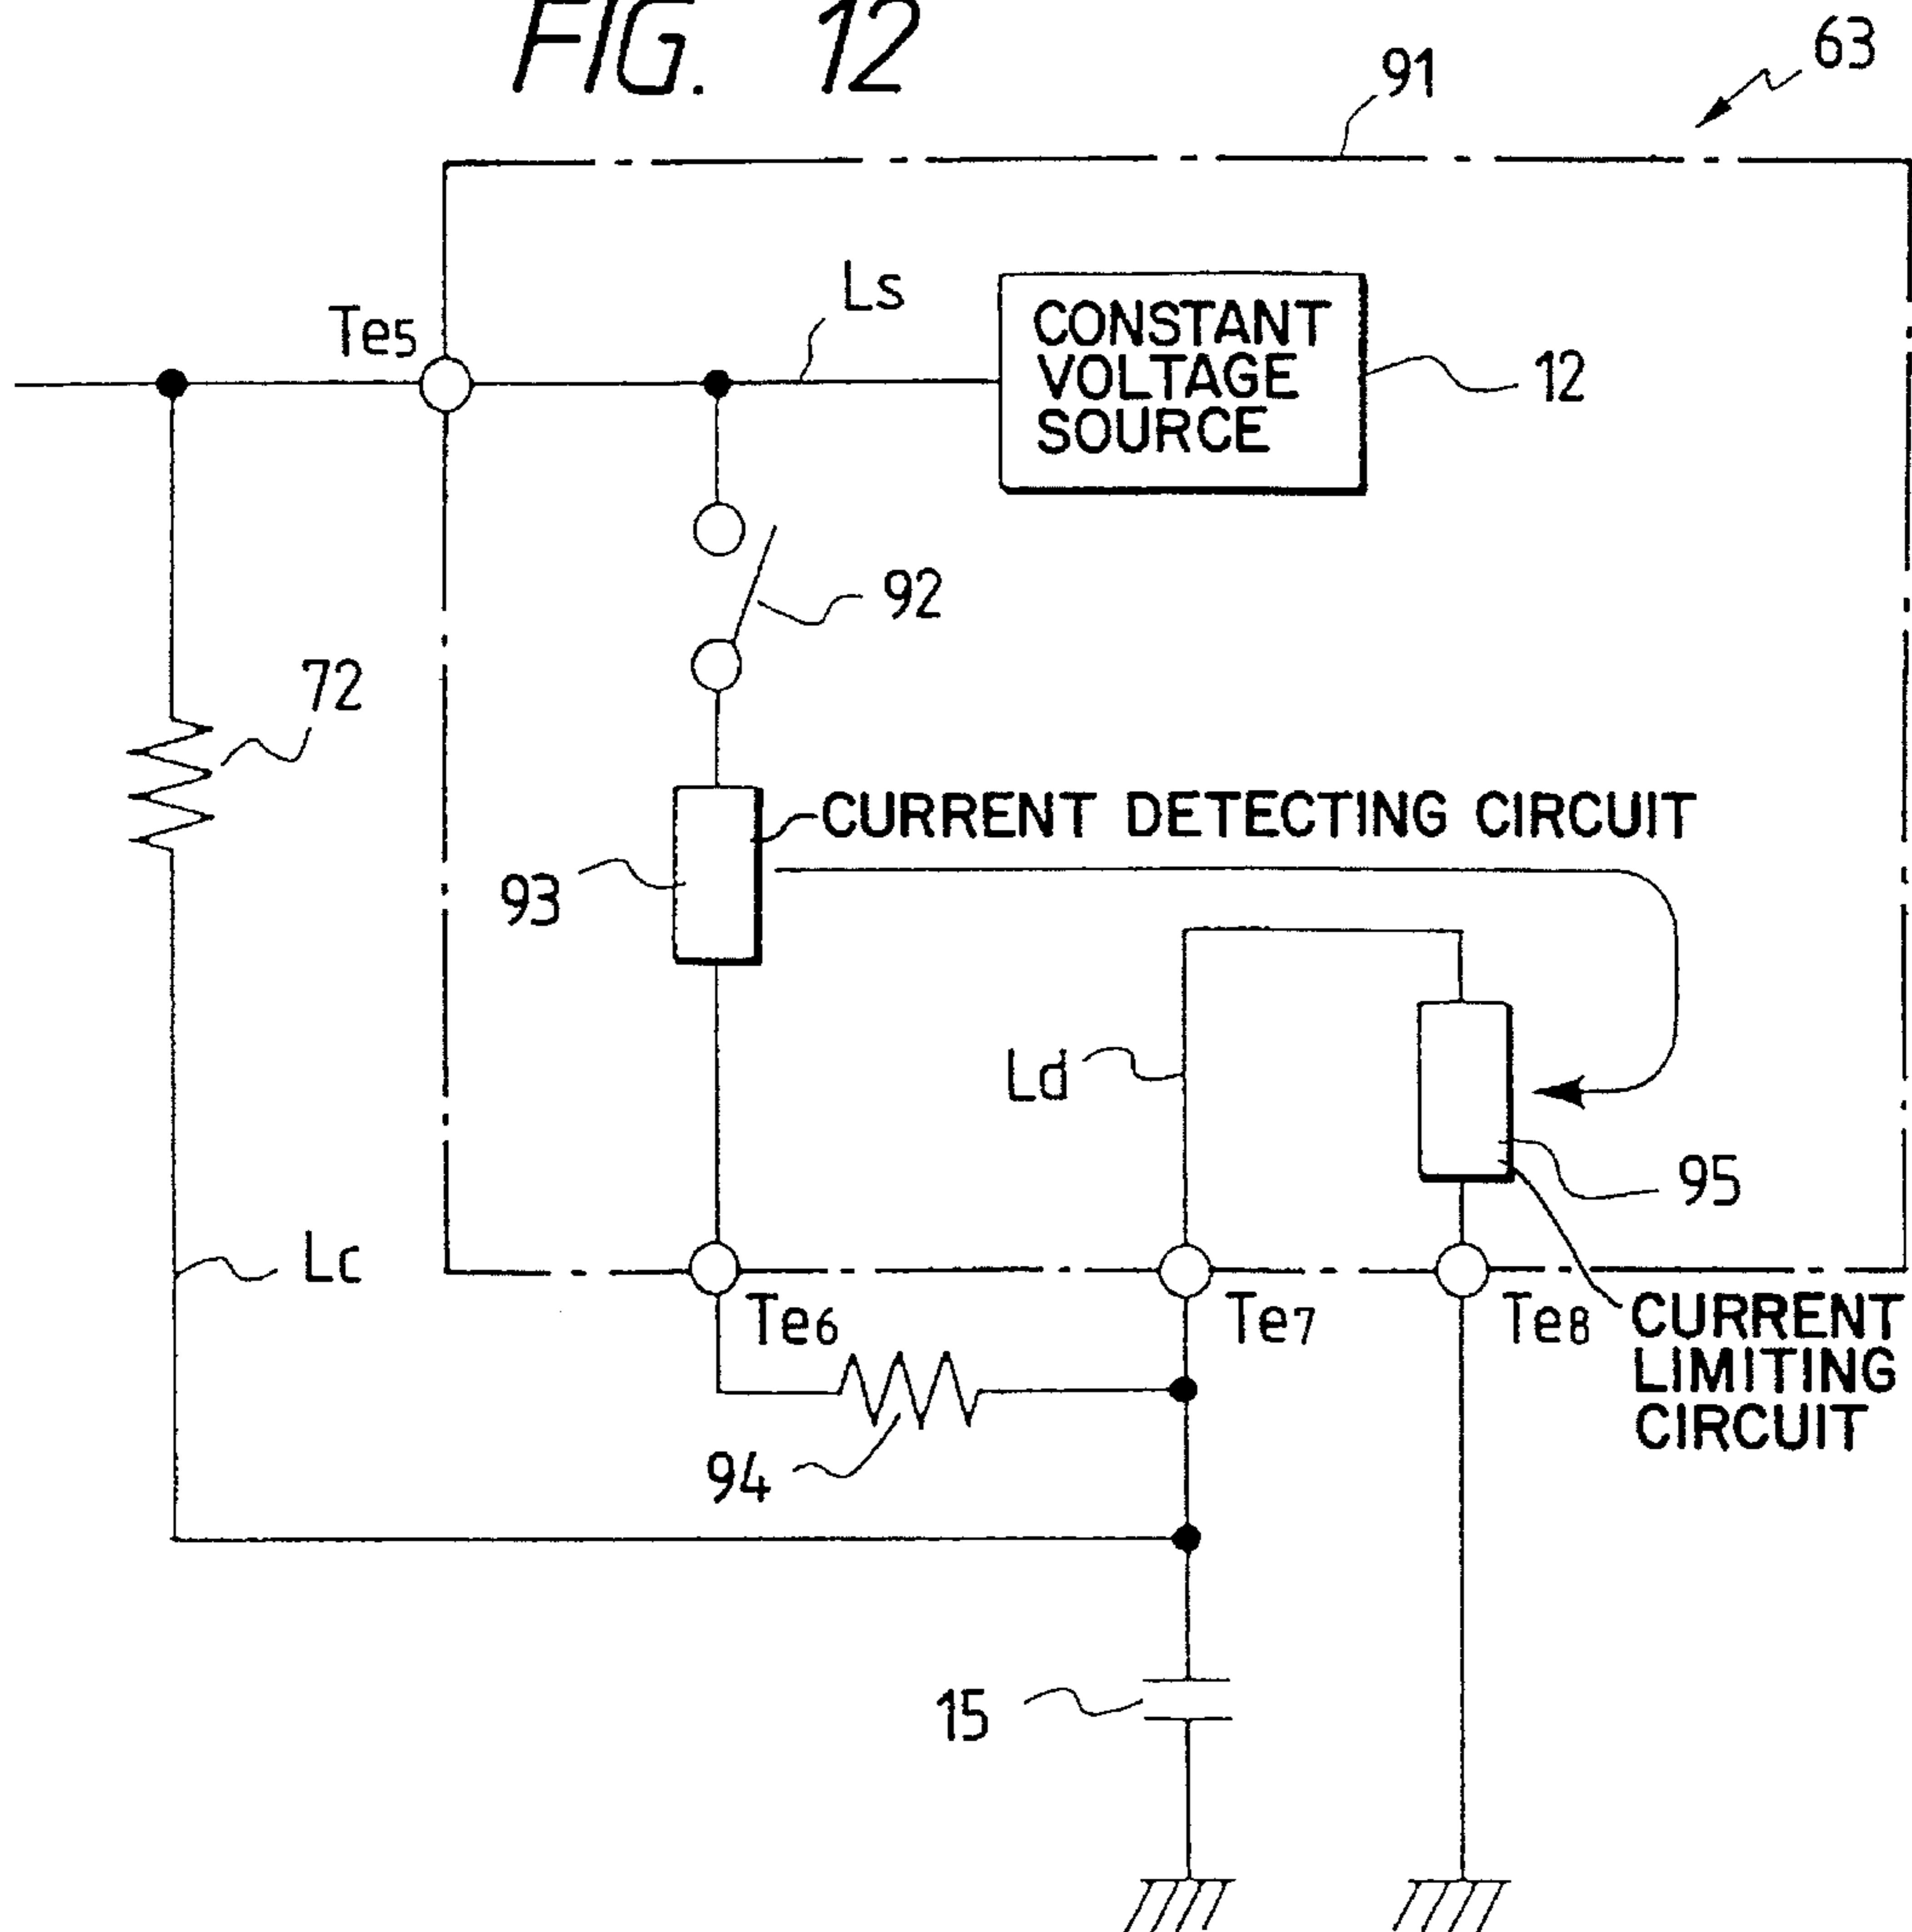 FIG. 12
63
91
Ls
Te5
CONSTANT
VOLTAGE
SOURCE
12
92
72
CURRENT DETECTING CIRCUIT
93
Ld
95
Lc
Te6
Te7
Te8
CURRENT
LIMITING
CIRCUIT
94
15